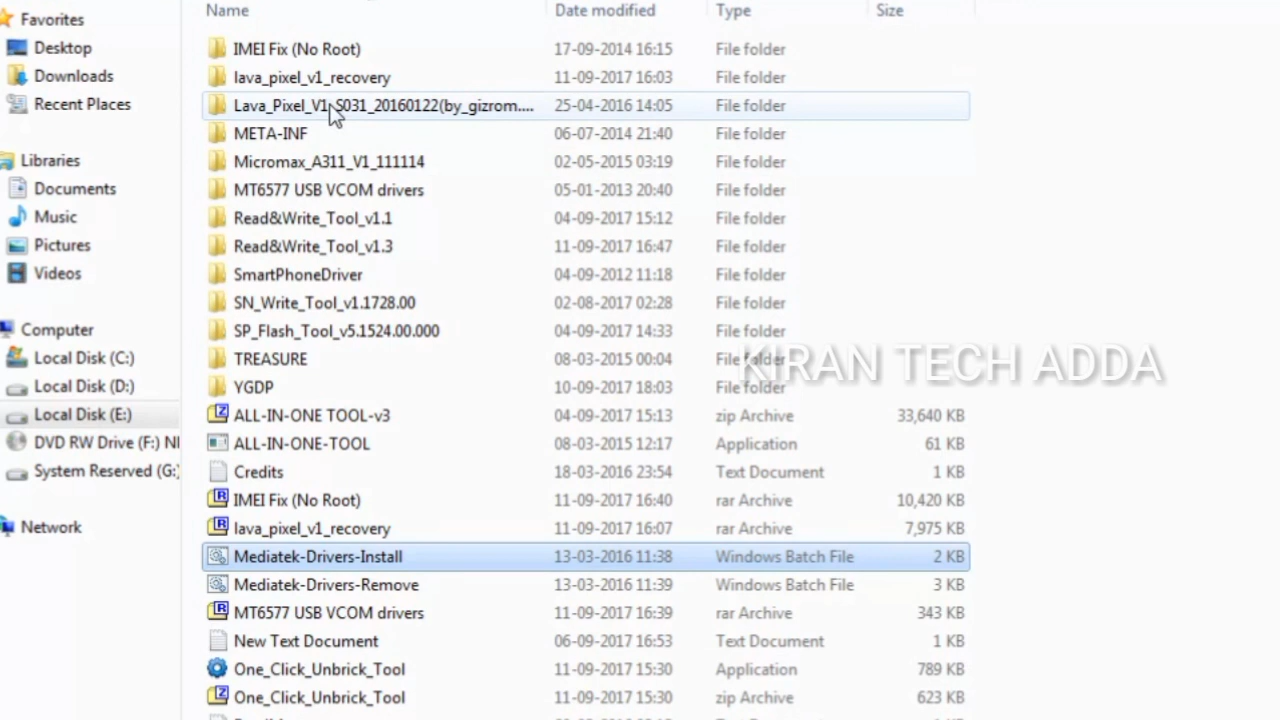 Name Date modified Type Size
Favorites
Desktop
Downloads
Recent Places
Libraries
Documents
Music
Pictures
Videos
Computer
Local Disk (C:)
Local Disk (D:)
Local Disk (E:)
DVD RW Drive (F:) NI
System Reserved (G:)
Network
IMEI Fix (No Root) 17-09-2014 16:15 File folder
lava_pixel_v1_recovery 11-09-2017 16:03 File folder
Lava_Pixel_V1_S031_20160122(by_gizrom.... 25-04-2016 14:05 File folder
META-INF 06-07-2014 21:40 File folder
Micromax_A311_V1_111114 02-05-2015 03:19 File folder
MT6577 USB VCOM drivers 05-01-2013 20:40 File folder
Read&Write_Tool_v1.1 04-09-2017 15:12 File folder
Read&Write_Tool_v1.3 11-09-2017 16:47 File folder
SmartPhoneDriver 04-09-2012 11:18 File folder
SN_Write_Tool_v1.1728.00 02-08-2017 02:28 File folder
SP_Flash_Tool_v5.1524.00.000 04-09-2017 14:33 File folder
TREASURE 08-03-2015 00:04 File folder
KIRAN TECH ADDA
YGDP 10-09-2017 18:03 File folder
ALL-IN-ONE TOOL-v3 04-09-2017 15:13 zip Archive 33,640 KB
ALL-IN-ONE-TOOL 08-03-2015 12:17 Application 61 KB
Credits 18-03-2016 23:54 Text Document 1 KB
IMEI Fix (No Root) 11-09-2017 16:40 rar Archive 10,420 KB
lava_pixel_v1_recovery 11-09-2017 16:07 rar Archive 7,975 KB
Mediatek-Drivers-Install 13-03-2016 11:38 Windows Batch File 2 KB
Mediatek-Drivers-Remove 13-03-2016 11:39 Windows Batch File 3 KB
MT6577 USB VCOM drivers 11-09-2017 16:39 rar Archive 343 KB
New Text Document 06-09-2017 16:53 Text Document 1 KB
One_Click_Unbrick_Tool 11-09-2017 15:30 Application 789 KB
One_Click_Unbrick_Tool 11-09-2017 15:30 zip Archive 623 KB